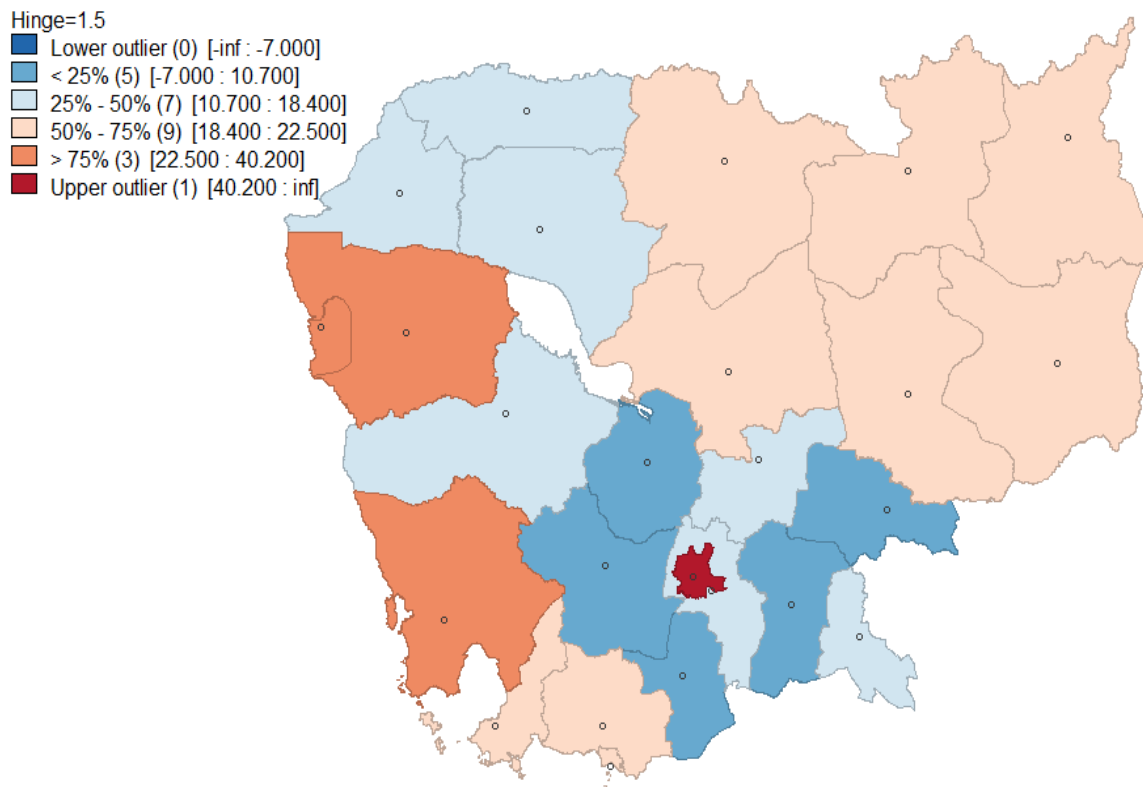 Hinge=1.5
Lower outlier (0) [-inf : -7.000]
< 25% (5) [-7.000 : 10.700]
25% - 50% (7) [10.700 : 18.400]
50% - 75% (9) [18.400 : 22.500]
> 75% (3) [22.500 : 40.200]
Upper outlier (1) [40.200 : inf]